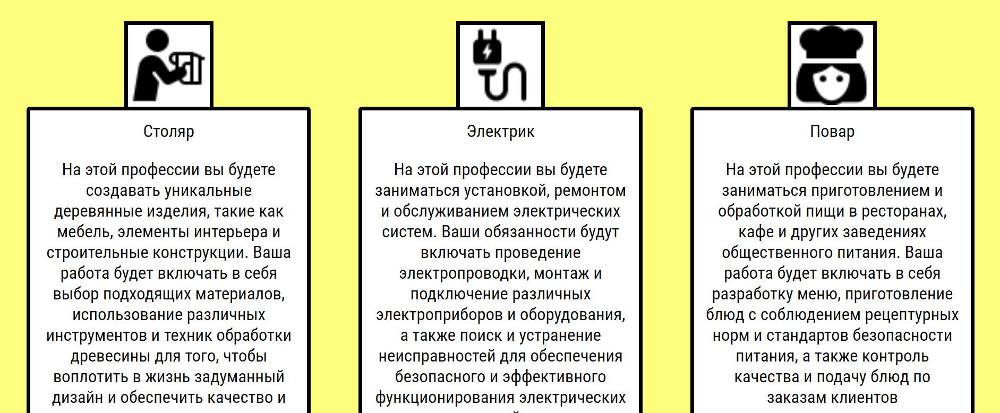 Столяр
На этой профессии вы будете
создавать уникальные
деревянные изделия, такие как
мебель, элементы интерьера и
строительные конструкции. Ваша
работа будет включать в себя
выбор подходящих материалов,
использование различных
инструментов и техник обработки
древесины для того, чтобы
воплотить в жизнь задуманный
дизайн и обеспечить качество и
Электрик
На этой профессии вы будете
заниматься установкой, ремонтом
и обслуживанием электрических
систем. Ваши обязанности будут
включать проведение
электропроводки, монтаж и
подключение различных
электроприборов и оборудования,
а также поиск и устранение
неисправностей для обеспечения
безопасного и эффективного
функционирования электрических
Повар
На этой профессии вы будете
заниматься приготовлением и
обработкой пищи в ресторанах,
кафе и других заведениях
общественного питания. Ваша
работа будет включать в себя
разработку меню, приготовление
блюд с соблюдением рецептурных
норм и стандартов безопасности
питания, а также контроль
качества и подачу блюд по
заказам клиентов